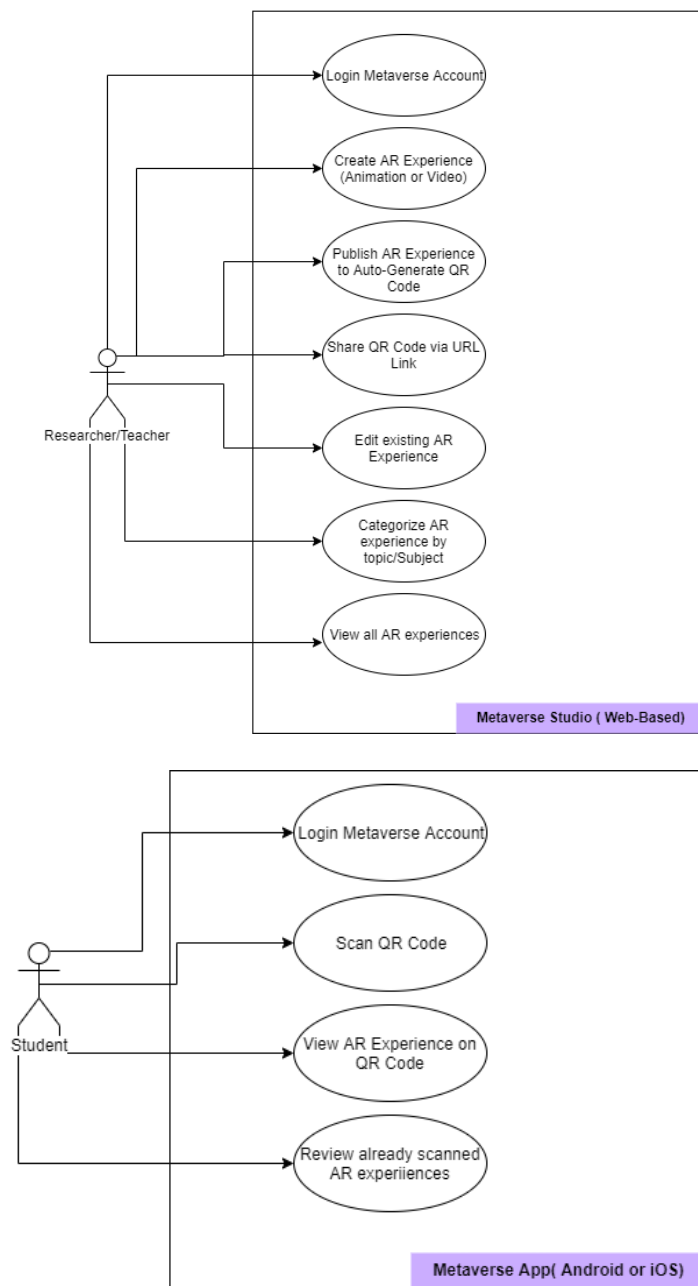 Login Metaverse Account
Create AR Experience
(Animation or Video)
Publish AR Experience
to Auto-Generate QR
Code
Share QR Code via URL
Link
Researcher/Teacher
Edit existing AR
Experience
Categorize AR
experience by
topic/Subject
View all AR experiences
Metaverse Studio ( Web-Based)
Login Metaverse Account
Scan QR Code
Student
View AR Experience on
QR Code
Review already scanned
AR experiiences
Metaverse App( Android or iOS)